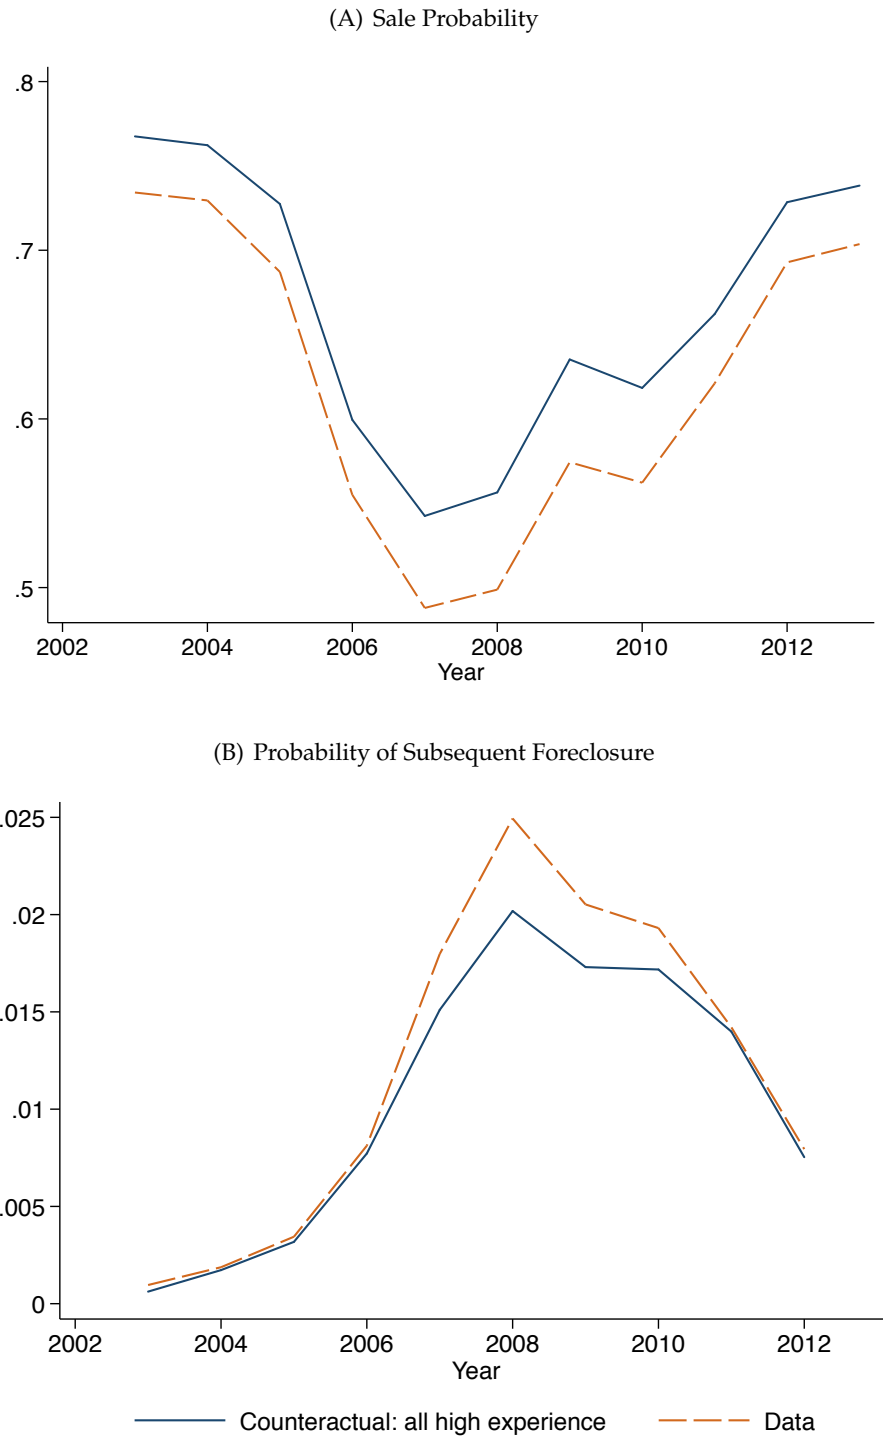 (A) Sale Probability
.8
.7
.6
.5
2002 2004 2006 2008 2010 2012
Year
(B) Probability of Subsequent Foreclosure
.025
.02
.015
.01
.005
0
2002 2004 2006 2008 2010 2012
Year
Counteractual: all high experience Data